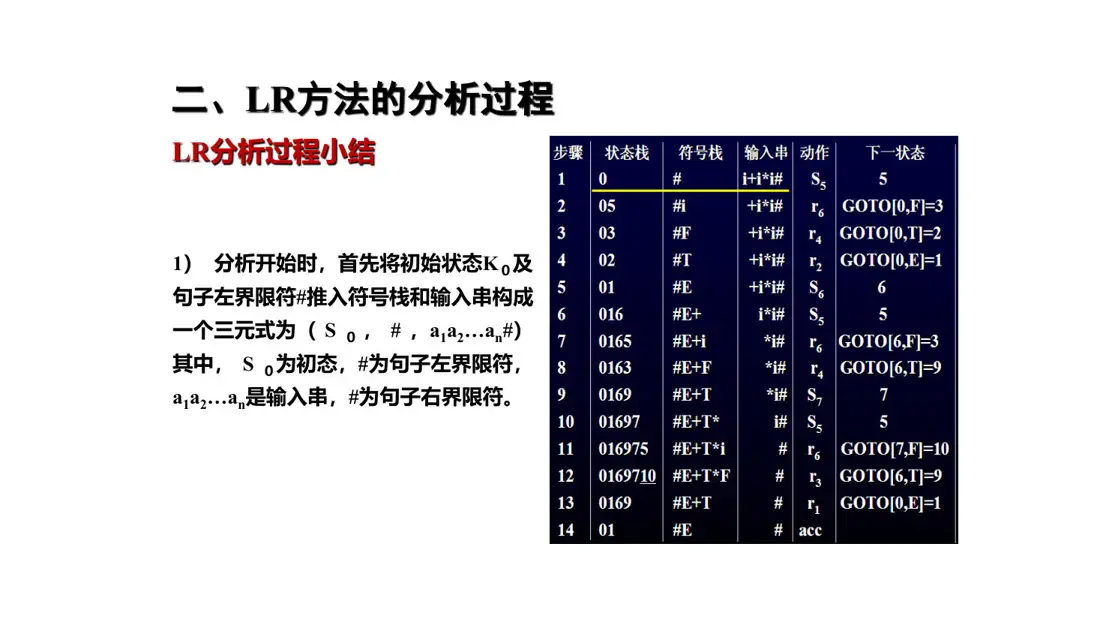 二、LR方法的分析过程
LR分析过程小结
1） 分析开始时，首先将初始状态K0及
句子左界限符#推入符号栈和输入串构成
一个三元式为（ S 0 ， # ，a1a2…an#）
其中， S 0为初态，#为句子左界限符，
a1a2…an是输入串，#为句子右界限符。
步骤 状态栈 符号栈 输入串 动作 下一状态
1 0 # i+i*i# S5 5
2 05 #i +i*i# r6 GOTO[0,F]=3
3 03 #F +i*i# r4 GOTO[0,T]=2
4 02 #T +i*i# r2 GOTO[0,E]=1
5 01 #E +i*i# S6 6
6 016 #E+ i*i# S5 5
7 0165 #E+i *i# r6 GOTO[6,F]=3
8 0163 #E+F *i# r4 GOTO[6,T]=9
9 0169 #E+T *i# S7 7
10 01697 #E+T* i# S5 5
11 016975 #E+T*i # r6 GOTO[7,F]=10
12 0169710 #E+T*F # r3 GOTO[6,T]=9
13 0169 #E+T # r1 GOTO[0,E]=1
14 01 #E # acc